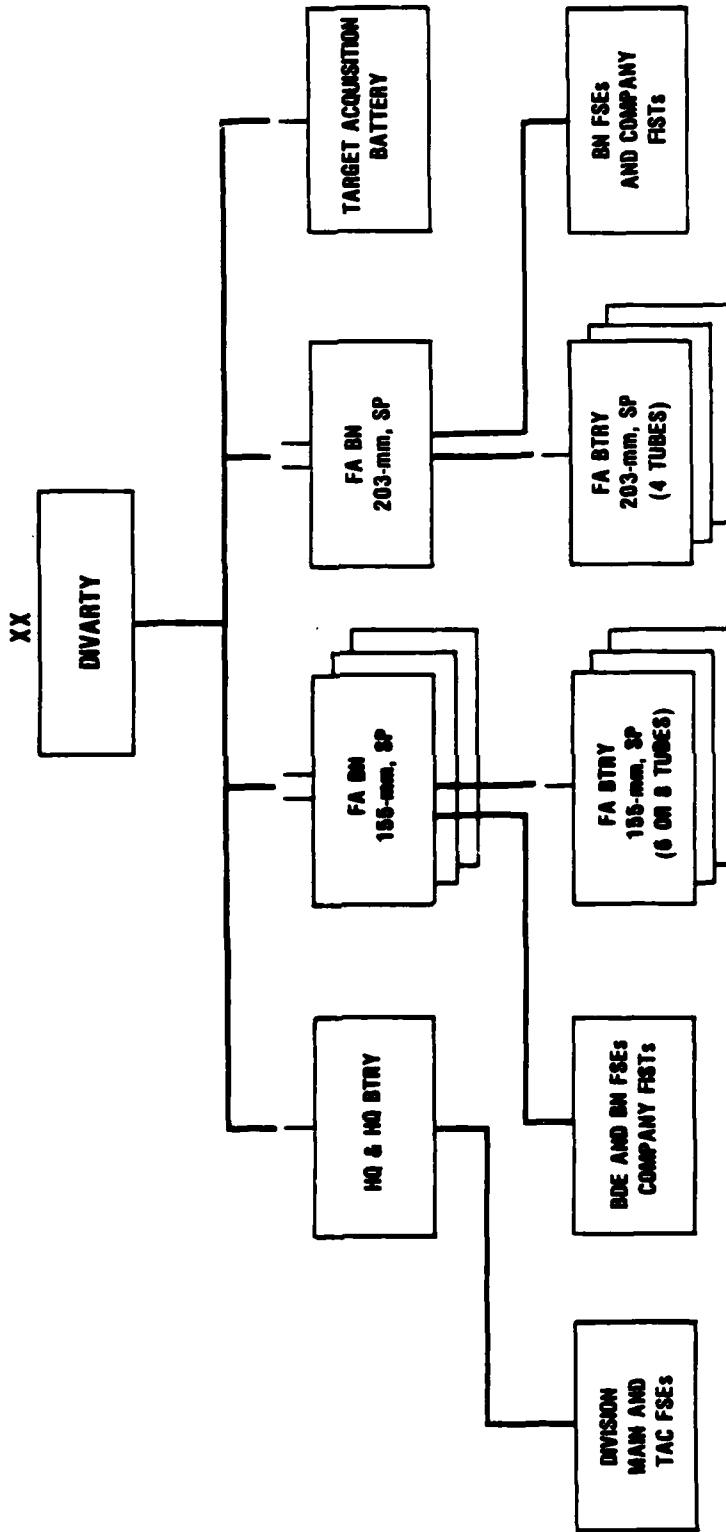 XX
DIVARTY
HQ & HQ BTRY
FA BN
155-mm, SP
FA BN
203-mm, SP
TARGET ACQUISITION
BATTERY
DIVISION
MAIN AND
TAC FSEs
BDE AND BN FSEs
COMPANY FISTs
FA BTRY
155-mm, SP
(6 OR 8 TUBES)
FA BTRY
203-mm, SP
(4 TUBES)
BN FSEs
AND COMPANY
FISTs